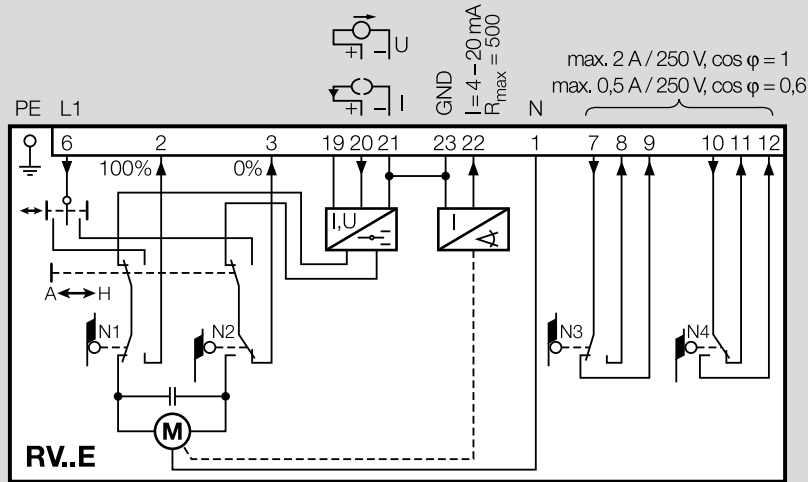 + − U
+ − I
GND
I = 4 – 20 mA
Rmax = 500
max. 2 A / 250 V, cos φ = 1
max. 0,5 A / 250 V, cos φ = 0,6
PE L1 N
6 2 3 19 20 21 23 22 1 7 8 9 10 11 12
100% 0%
I,U I
A H
N1 N2 N3 N4
M
RV..E